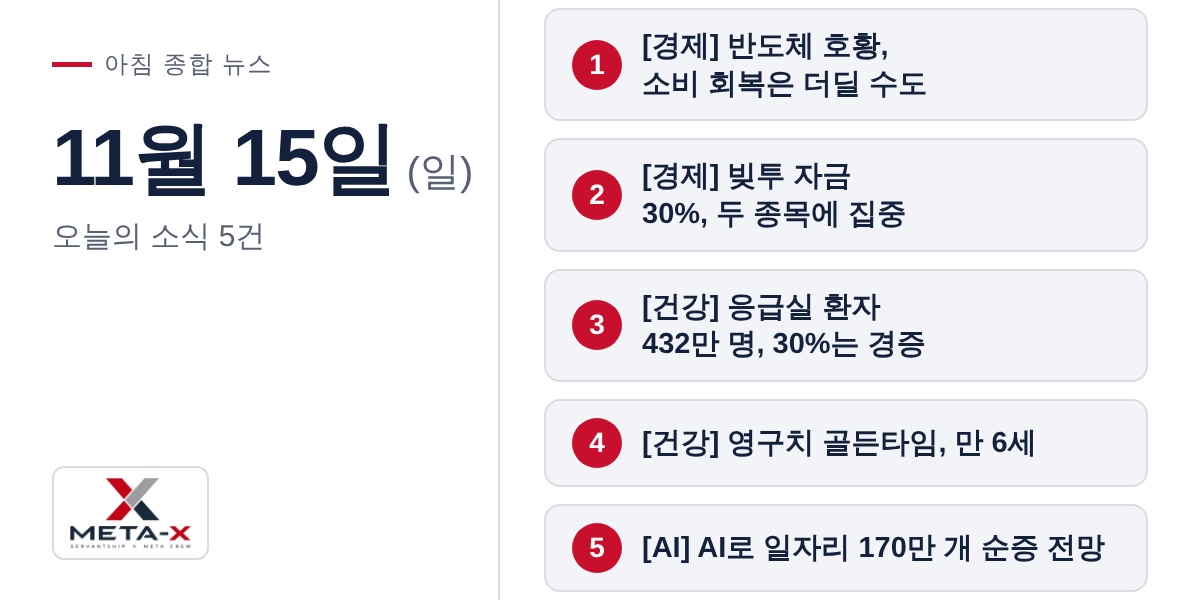 아침 종합 뉴스
11월 15일 (일)
오늘의 소식 5건
META-X
SERVANTSHIP × META CREW
1
[경제] 반도체 호황,
소비 회복은 더딜 수도
2
[경제] 빚투 자금
30%, 두 종목에 집중
3
[건강] 응급실 환자
432만 명, 30%는 경증
4
[건강] 영구치 골든타임, 만 6세
5
[AI] AI로 일자리 170만 개 순증 전망